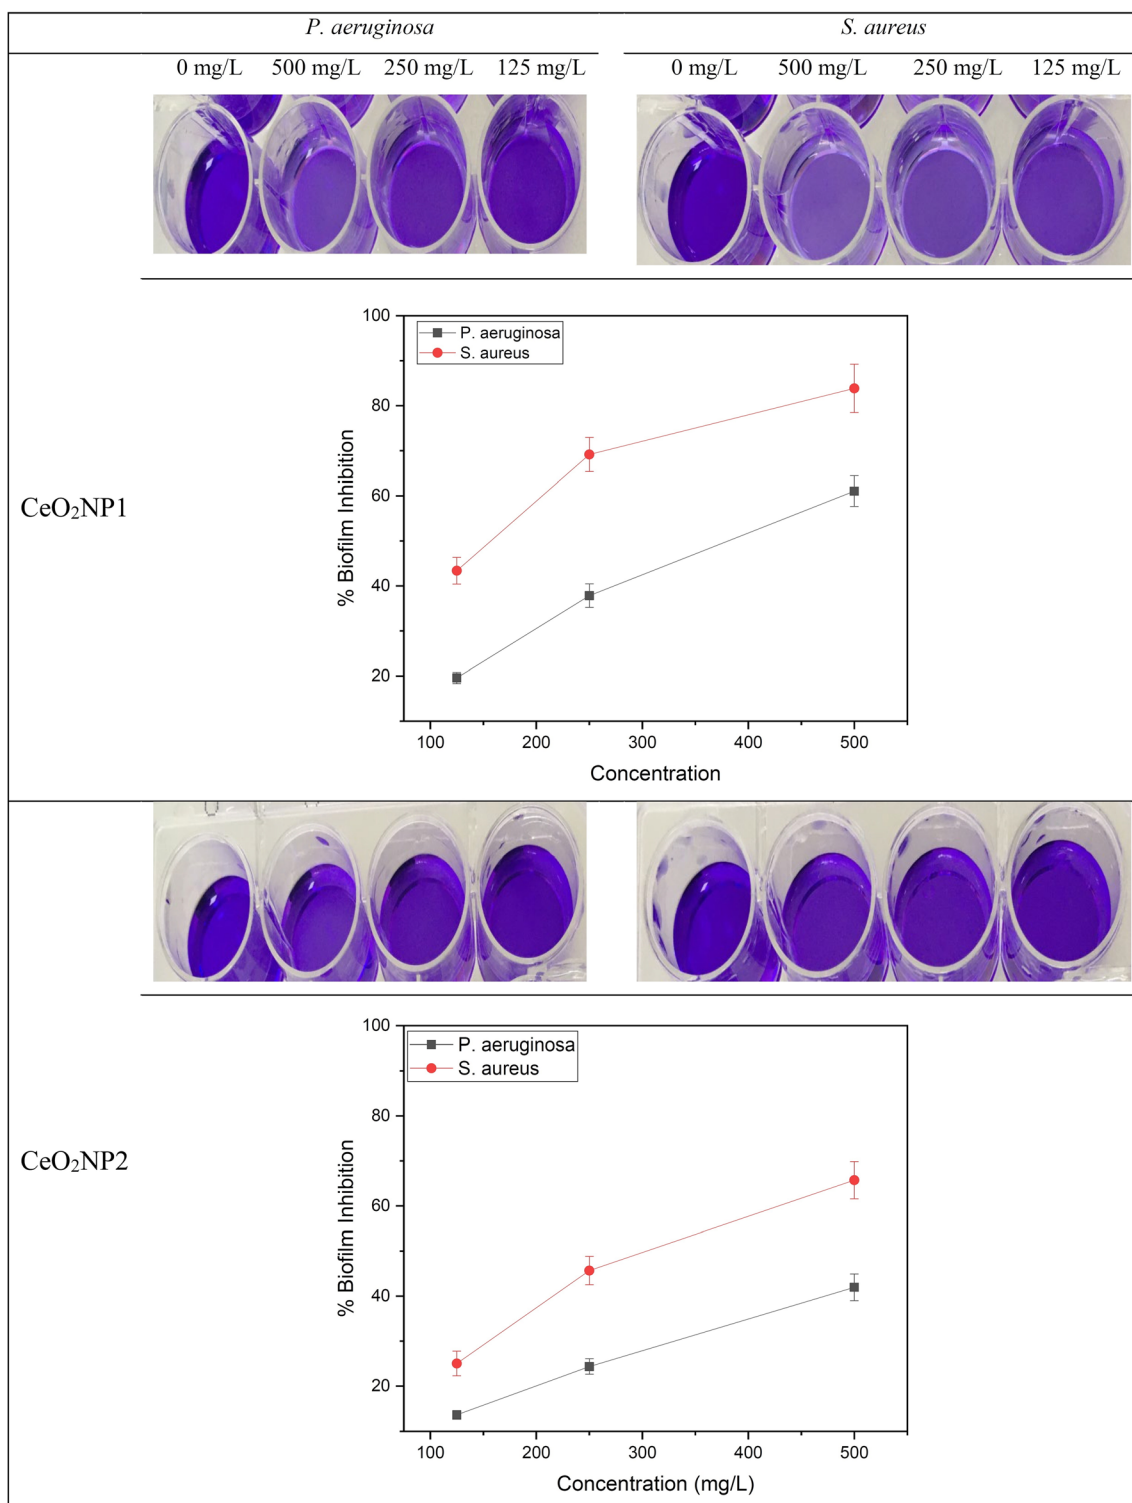 P. aeruginosa S. aureus
0 mg/L 500 mg/L 250 mg/L 125 mg/L 0 mg/L 500 mg/L 250 mg/L 125 mg/L
CeO₂NP1
100
80
60
40
20
% Biofilm Inhibition
P. aeruginosa
S. aureus
100 200 300 400 500
Concentration
CeO₂NP2
100
80
60
40
20
% Biofilm Inhibition
P. aeruginosa
S. aureus
100 200 300 400 500
Concentration (mg/L)